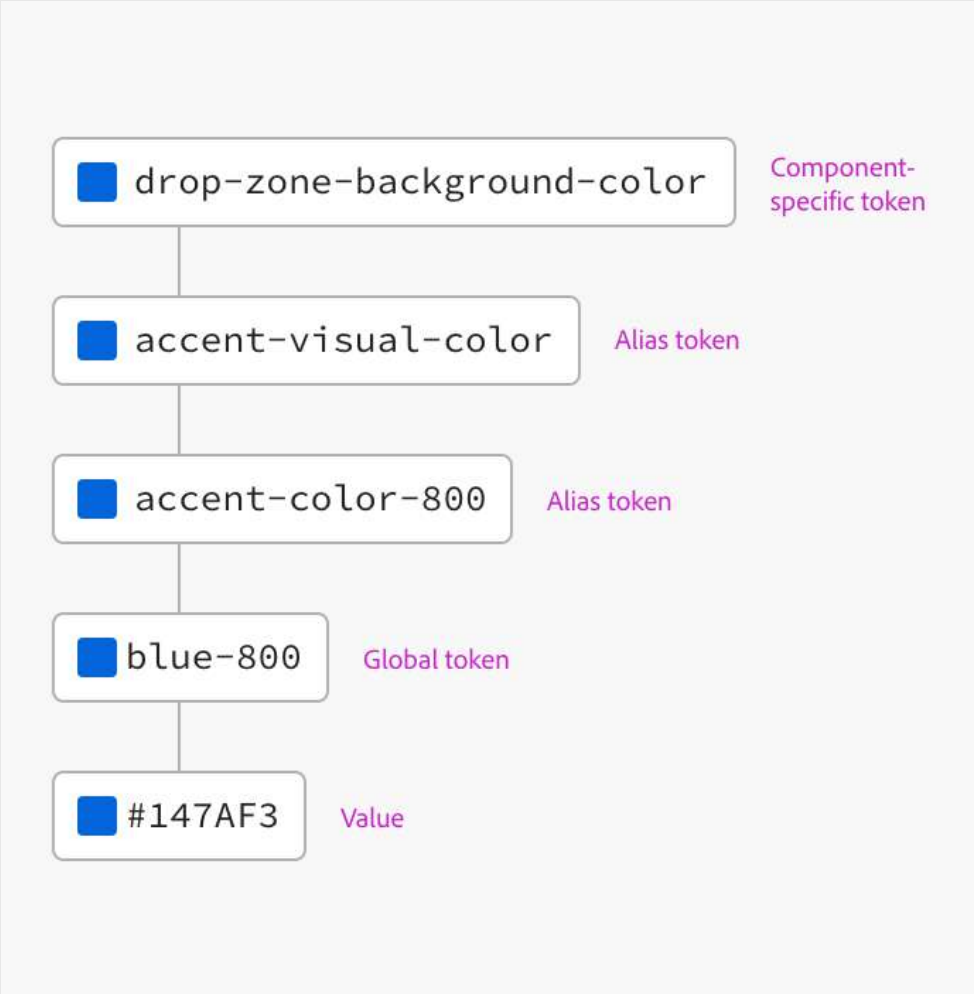 drop-zone-background-color
Component-
specific token
accent-visual-color
Alias token
accent-color-800
Alias token
blue-800
Global token
#147AF3
Value